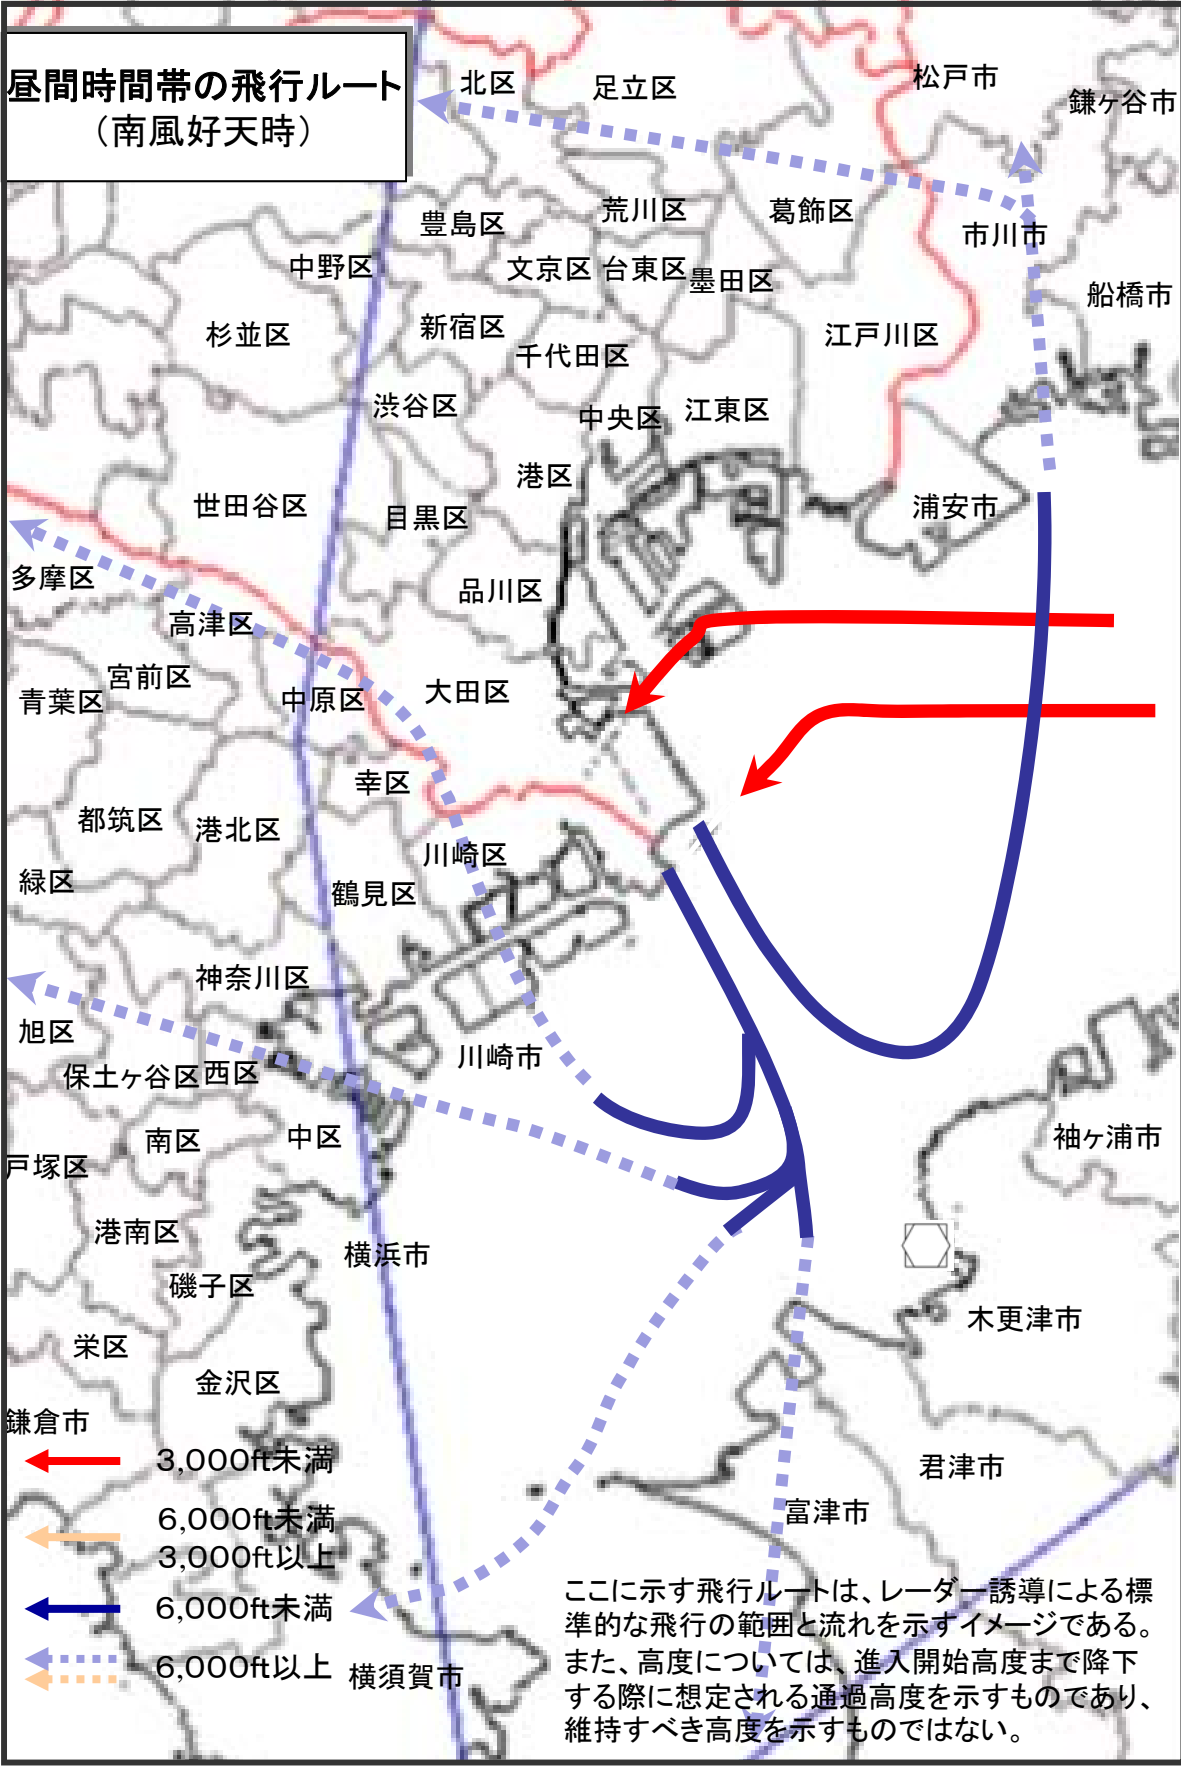 昼間時間帯の飛行ルート
（南風好天時）
北区
足立区
松戸市
鎌ヶ谷市
豊島区
荒川区
葛飾区
市川市
中野区
文京区
台東区
墨田区
船橋市
杉並区
新宿区
千代田区
江戸川区
渋谷区
中央区
江東区
港区
世田谷区
目黒区
浦安市
多摩区
品川区
高津区
宮前区
青葉区
中原区
大田区
幸区
都筑区
港北区
川崎区
緑区
鶴見区
神奈川区
旭区
川崎市
保土ヶ谷区
西区
南区
中区
袖ヶ浦市
戸塚区
港南区
横浜市
磯子区
木更津市
栄区
金沢区
鎌倉市
3,000ft未満
君津市
6,000ft未満
3,000ft以上
富津市
6,000ft未満
6,000ft以上
横須賀市
ここに示す飛行ルートは、レーダー誘導による標
準的な飛行の範囲と流れを示すイメージである。
また、高度については、進入開始高度まで降下
する際に想定される通過高度を示すものであり、
維持すべき高度を示すものではない。